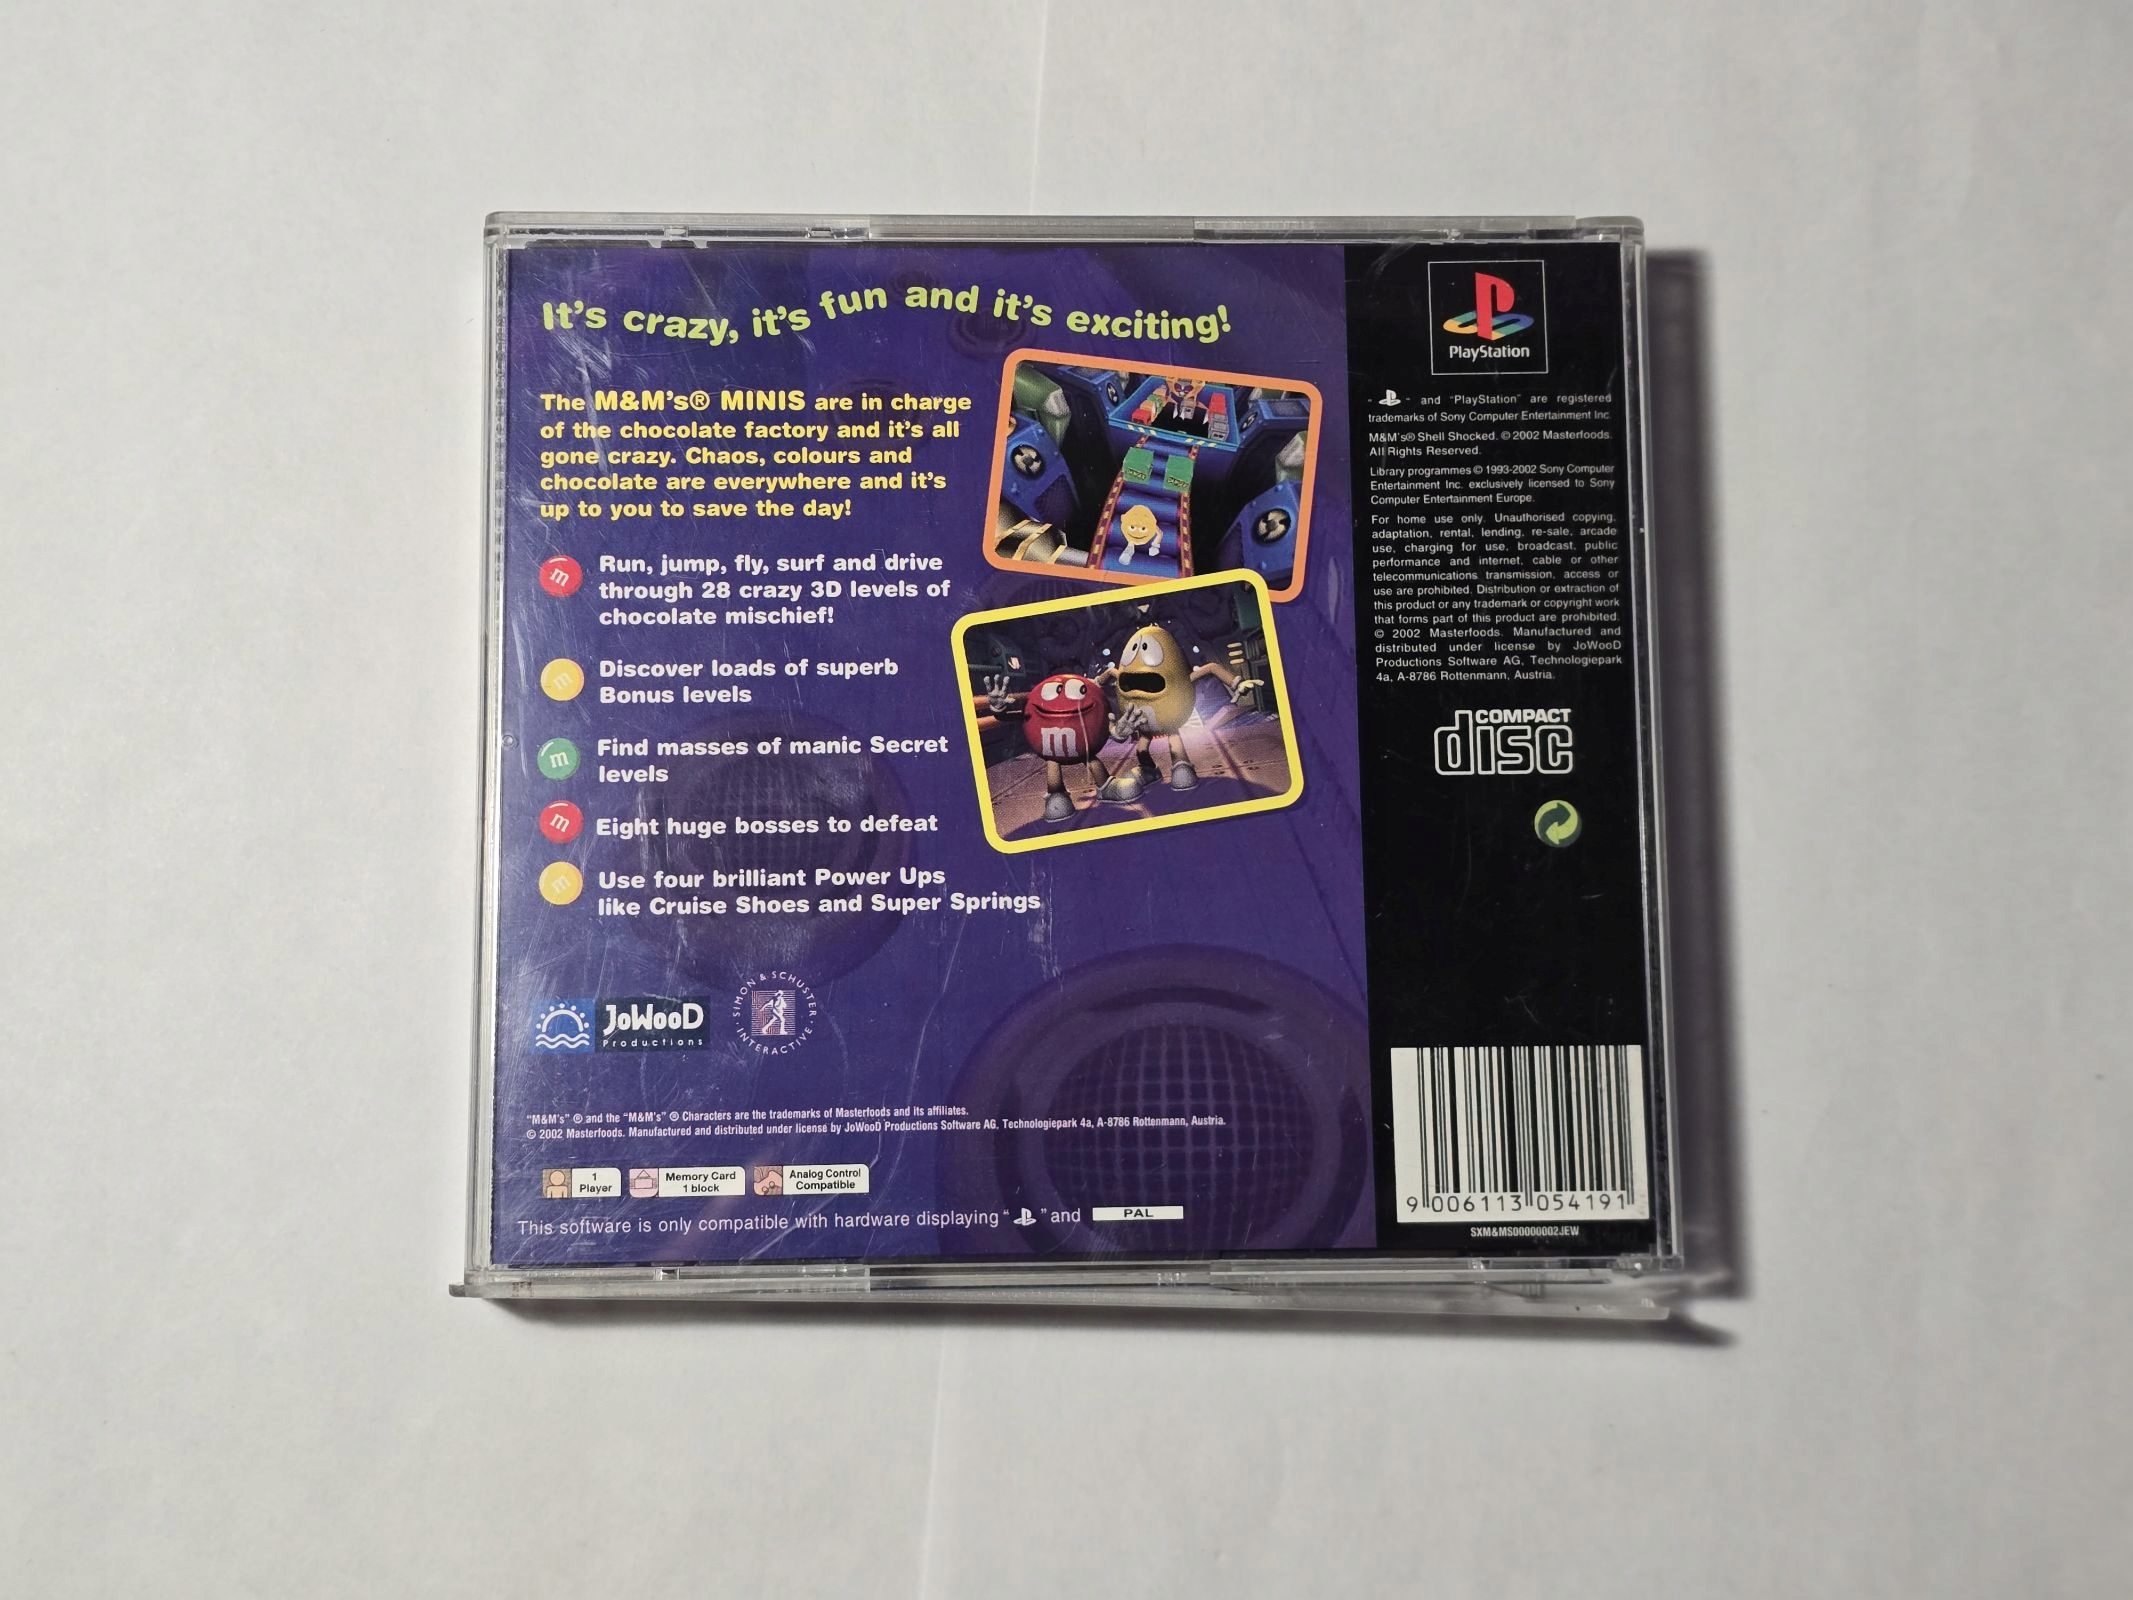 It's crazy, it's fun and it's exciting!
The M&M's® MINIS are in charge
of the chocolate factory and it's all
gone crazy. Chaos, colours and
chocolate are everywhere and it's
up to you to save the day!
m
Run, jump, fly, surf and drive
through 28 crazy 3D levels of
chocolate mischief!
m
Discover loads of superb
Bonus levels
m
Find masses of manic Secret
levels
m
Eight huge bosses to defeat
m
Use four brilliant Power Ups
like Cruise Shoes and Super Springs
m
JoWooD
Productions
SIMON & SCHUSTER
INTERACTIVE
"M&M's" ® and the "M&M's" ® Characters are the trademarks of Masterfoods and its affiliates.
© 2002 Masterfoods. Manufactured and distributed under license by JoWooD Productions Software AG, Technologiepark 4a, A-8786 Rottenmann, Austria.
1
Player
Memory Card
1 block
Analog Control
Compatible
This software is only compatible with hardware displaying " " and PAL
PlayStation
" " and "PlayStation" are registered
trademarks of Sony Computer Entertainment Inc.
M&M's® Shell Shocked. © 2002 Masterfoods.
All Rights Reserved.
Library programmes © 1993-2002 Sony Computer
Entertainment Inc. exclusively licensed to Sony
Computer Entertainment Europe.
For home use only. Unauthorised copying,
adaptation, rental, lending, re-sale, arcade
use, charging for use, broadcast, public
performance and internet, cable or other
telecommunications transmission, access or
use are prohibited. Distribution or extraction of
this product or any trademark or copyright work
that forms part of this product are prohibited.
© 2002 Masterfoods. Manufactured and
distributed under license by JoWooD
Productions Software AG, Technologiepark
4a, A-8786 Rottenmann, Austria.
COMPACT
disc
9 006113 054191
SXM&MS00000002JEW